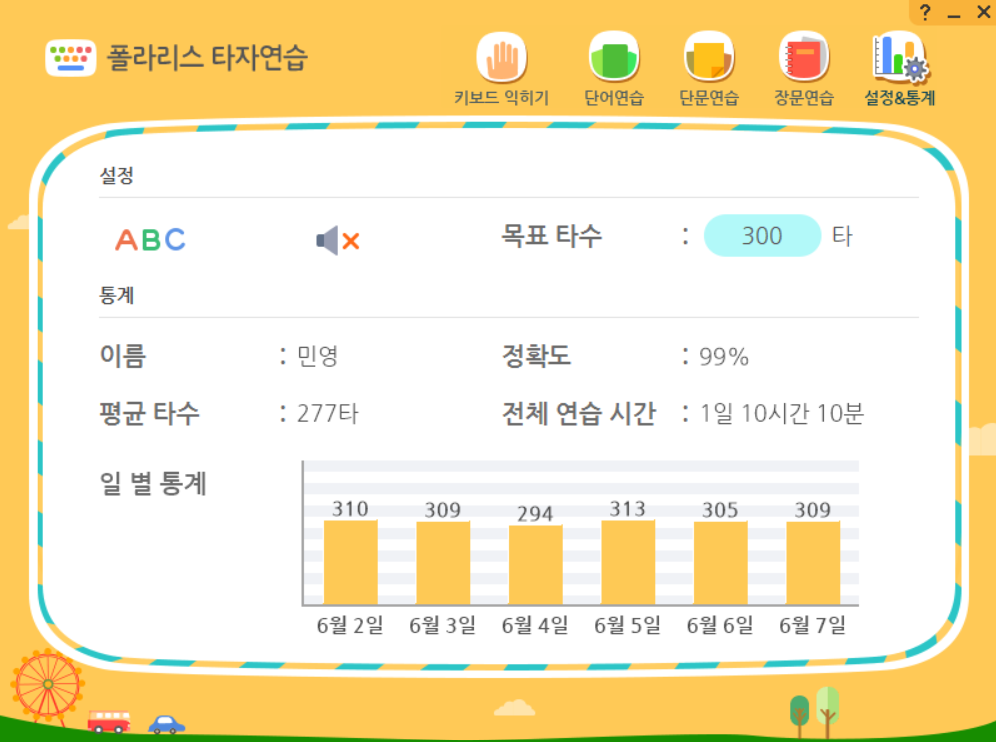 ? _ ×
폴라리스 타자연습
키보드 익히기 단어연습 단문연습 장문연습 설정&통계
설정
ABC 목표 타수 : 300 타
통계
이름 : 민영 정확도 : 99%
평균 타수 : 277타 전체 연습 시간 : 1일 10시간 10분
일 별 통계
310 309 294 313 305 309
6월 2일 6월 3일 6월 4일 6월 5일 6월 6일 6월 7일